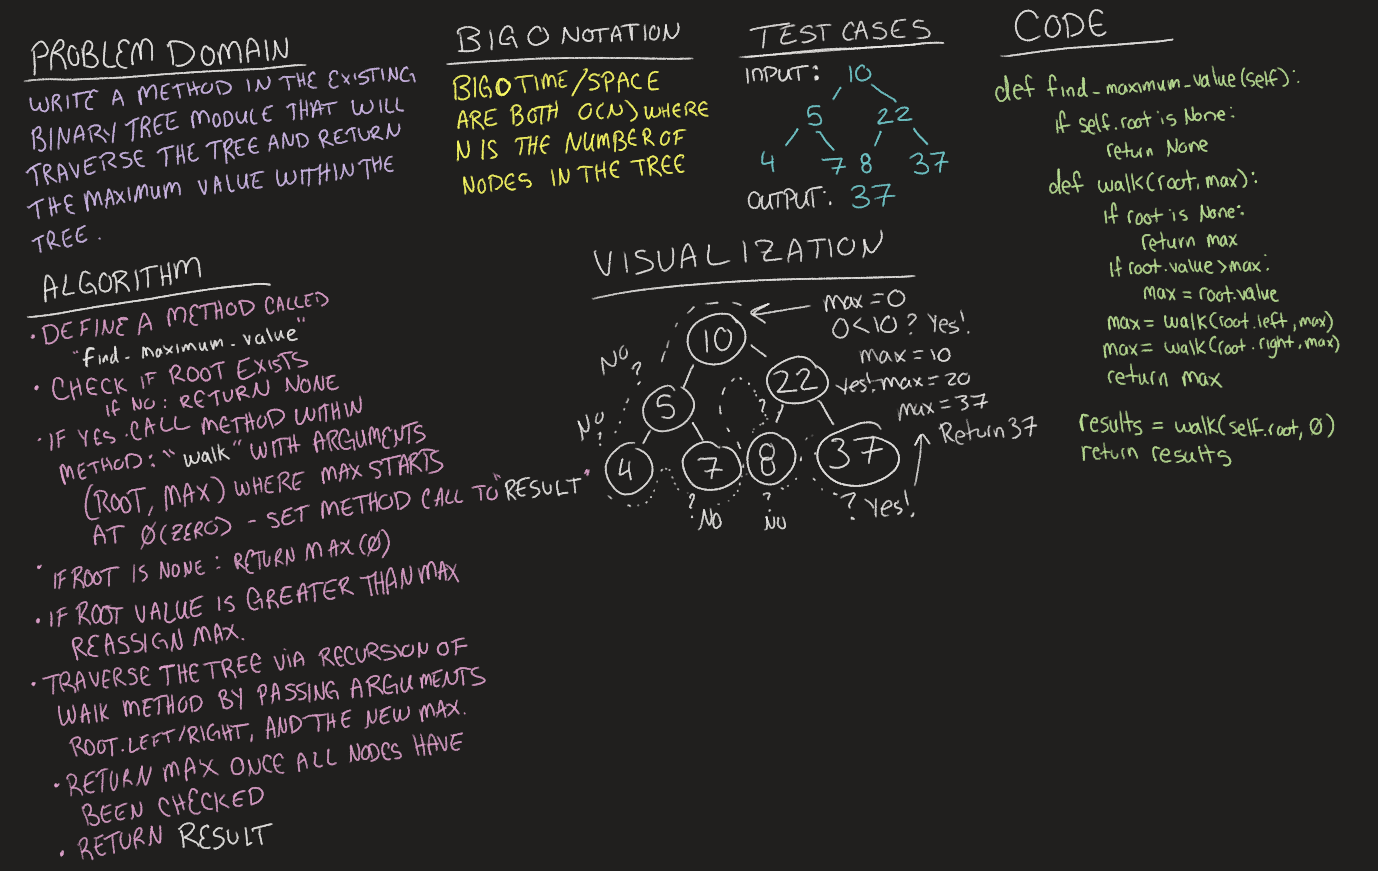 PROBLEM DOMAIN
WRITE A METHOD IN THE EXISTING
BINARY TREE MODULE THAT WILL
TRAVERSE THE TREE AND RETURN
THE MAXIMUM VALUE WITHIN THE
TREE.
ALGORITHM
• DEFINE A METHOD CALLED
"find_maximum_value"
• CHECK IF ROOT EXISTS
IF NO: RETURN NONE
• IF YES CALL METHOD WITHIN
METHOD: "walk" WITH ARGUMENTS
(ROOT, MAX) WHERE MAX STARTS
AT 0(ZERO) - SET METHOD CALL TO "RESULT"
• IF ROOT IS NONE: RETURN MAX(0)
• IF ROOT VALUE IS GREATER THAN MAX
REASSIGN MAX.
• TRAVERSE THE TREE VIA RECURSION OF
WALK METHOD BY PASSING ARGUMENTS
ROOT.LEFT/RIGHT, AND THE NEW MAX.
• RETURN MAX ONCE ALL NODES HAVE
BEEN CHECKED
• RETURN RESULT
BIG O NOTATION
BIG O TIME/SPACE
ARE BOTH O(N) WHERE
N IS THE NUMBER OF
NODES IN THE TREE
TEST CASES
INPUT: 10
5 22
4 7 8 37
OUTPUT: 37
VISUALIZATION
max = 0
10 0<10? Yes!
NO ? max = 10
5 22 yes! max = 20
NO ? ? max = 37
4 7 8 37 Return 37
? NO ? NO ? Yes!
CODE
def find_maximum_value(self):
if self.root is None:
return None
def walk(root, max):
if root is None:
return max
if root.value > max:
max = root.value
max = walk(root.left, max)
max = walk(root.right, max)
return max
results = walk(self.root, 0)
return results